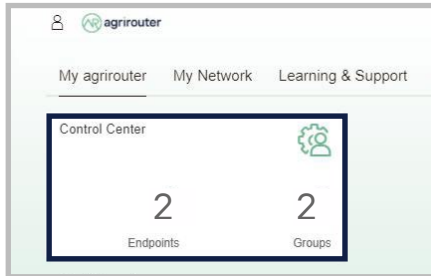 agrirouter
My agrirouter My Network Learning & Support
Control Center
2 2
Endpoints Groups